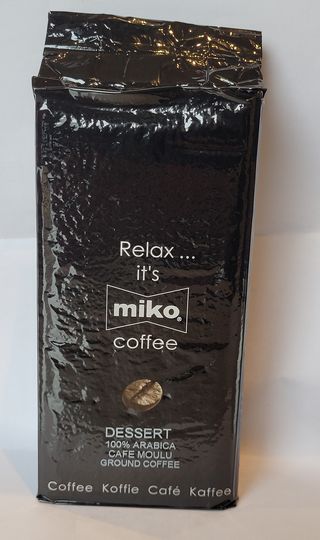 Relax ...
it's
miko®
coffee
DESSERT
100% ARABICA
CAFE MOULU
GROUND COFFEE
Coffee Koffie Café Kaffee